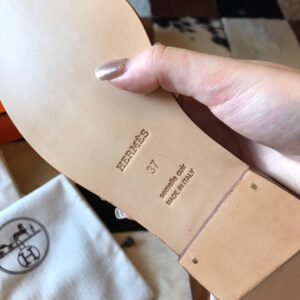 HERMÈS
37
semelle cuir
MADE IN ITALY